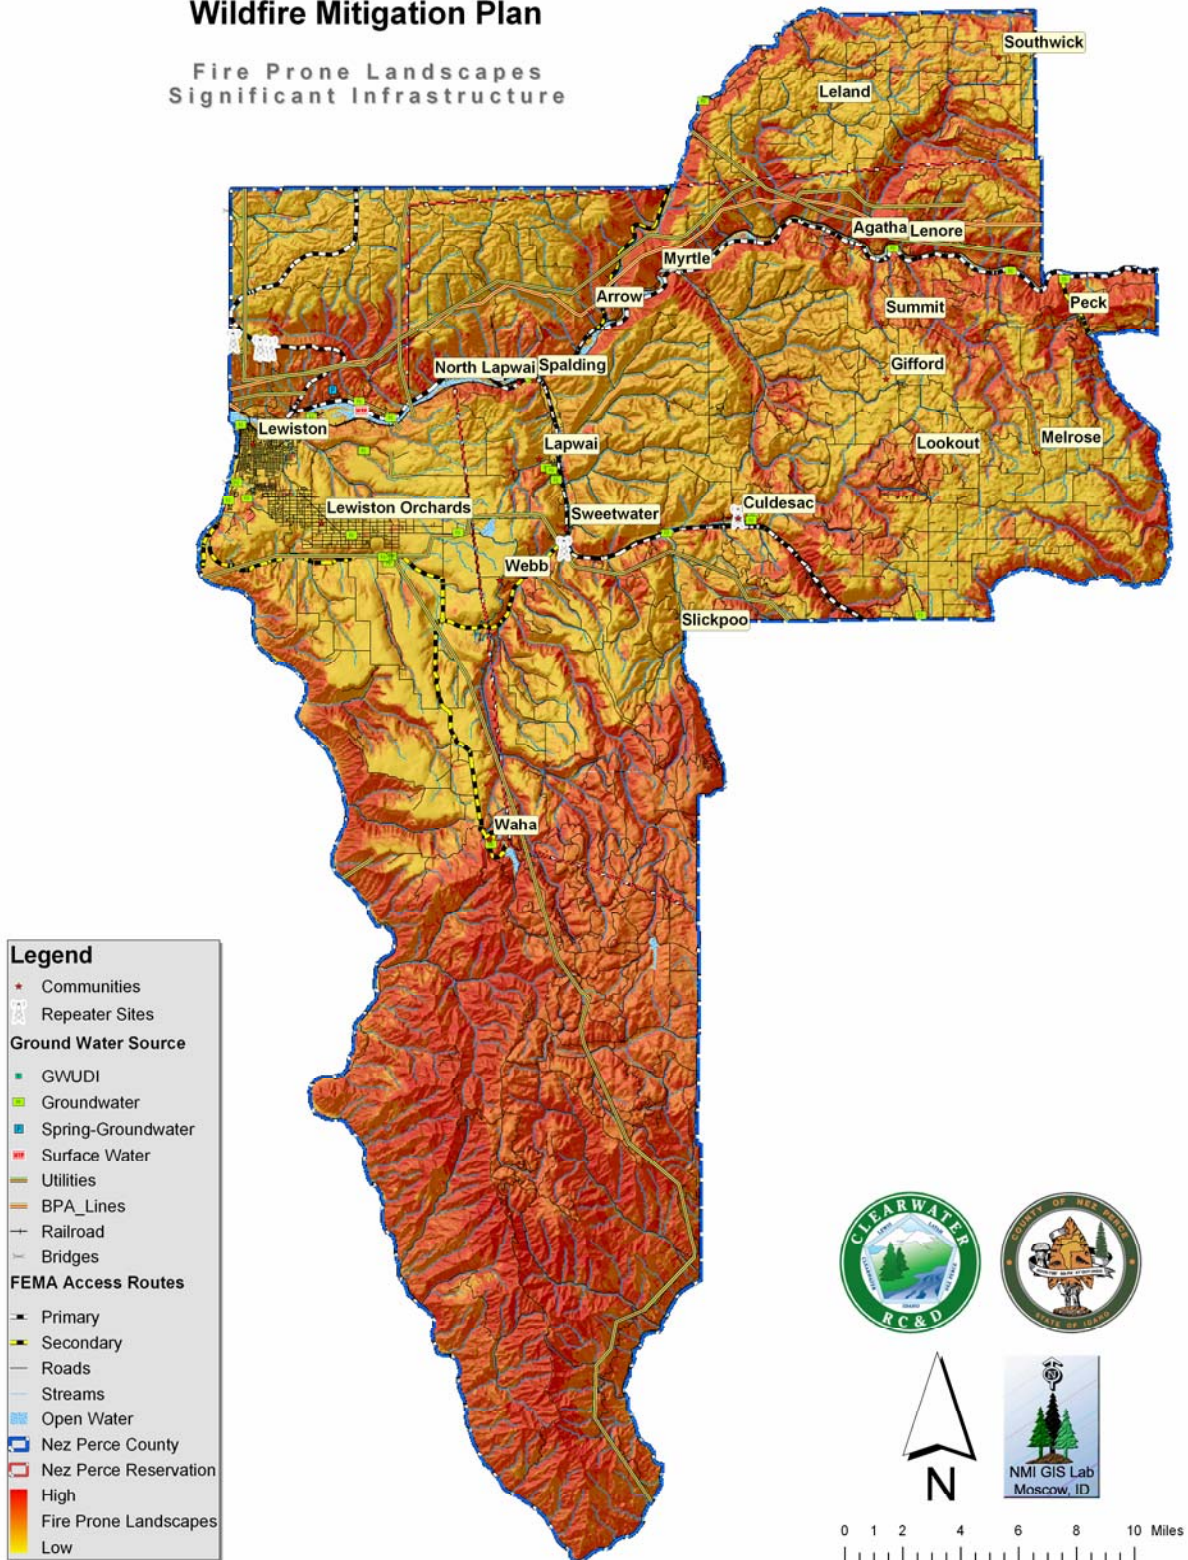 Wildfire Mitigation Plan
Fire Prone Landscapes
Significant Infrastructure
Southwick
Leland
Agatha
Lenore
Myrtle
Arrow
Summit
Peck
Gifford
North Lapwai
Spalding
Lewiston
Lapwai
Lookout
Melrose
Lewiston Orchards
Sweetwater
Culdesac
Webb
Slickpoo
Waha
Legend
Communities
Repeater Sites
Ground Water Source
GWUDI
Groundwater
Spring-Groundwater
Surface Water
Utilities
BPA_Lines
Railroad
Bridges
FEMA Access Routes
Primary
Secondary
Roads
Streams
Open Water
Nez Perce County
Nez Perce Reservation
High
Fire Prone Landscapes
Low
CLEARWATER
RC&D
COUNTY OF NEZ PERCE
STATE OF IDAHO
N
N
NMI GIS Lab
Moscow, ID
0 1 2 4 6 8 10 Miles